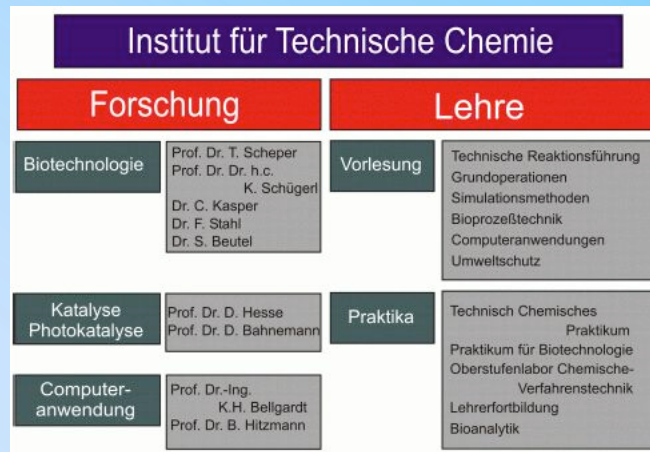 Institut für Technische Chemie
Forschung
Biotechnologie
Prof. Dr. T. Scheper
Prof. Dr. Dr. h.c.
K. Schügerl
Dr. C. Kasper
Dr. F. Stahl
Dr. S. Beutel
Katalyse
Photokatalyse
Prof. Dr. D. Hesse
Prof. Dr. D. Bahnemann
Computer-
anwendung
Prof. Dr.-Ing.
K.H. Bellgardt
Prof. Dr. B. Hitzmann
Lehre
Vorlesung
Technische Reaktionsführung
Grundoperationen
Simulationsmethoden
Bioprozeßtechnik
Computeranwendungen
Umweltschutz
Praktika
Technisch Chemisches
Praktikum
Praktikum für Biotechnologie
Oberstufenlabor Chemische-
Verfahrenstechnik
Lehrerfortbildung
Bioanalytik